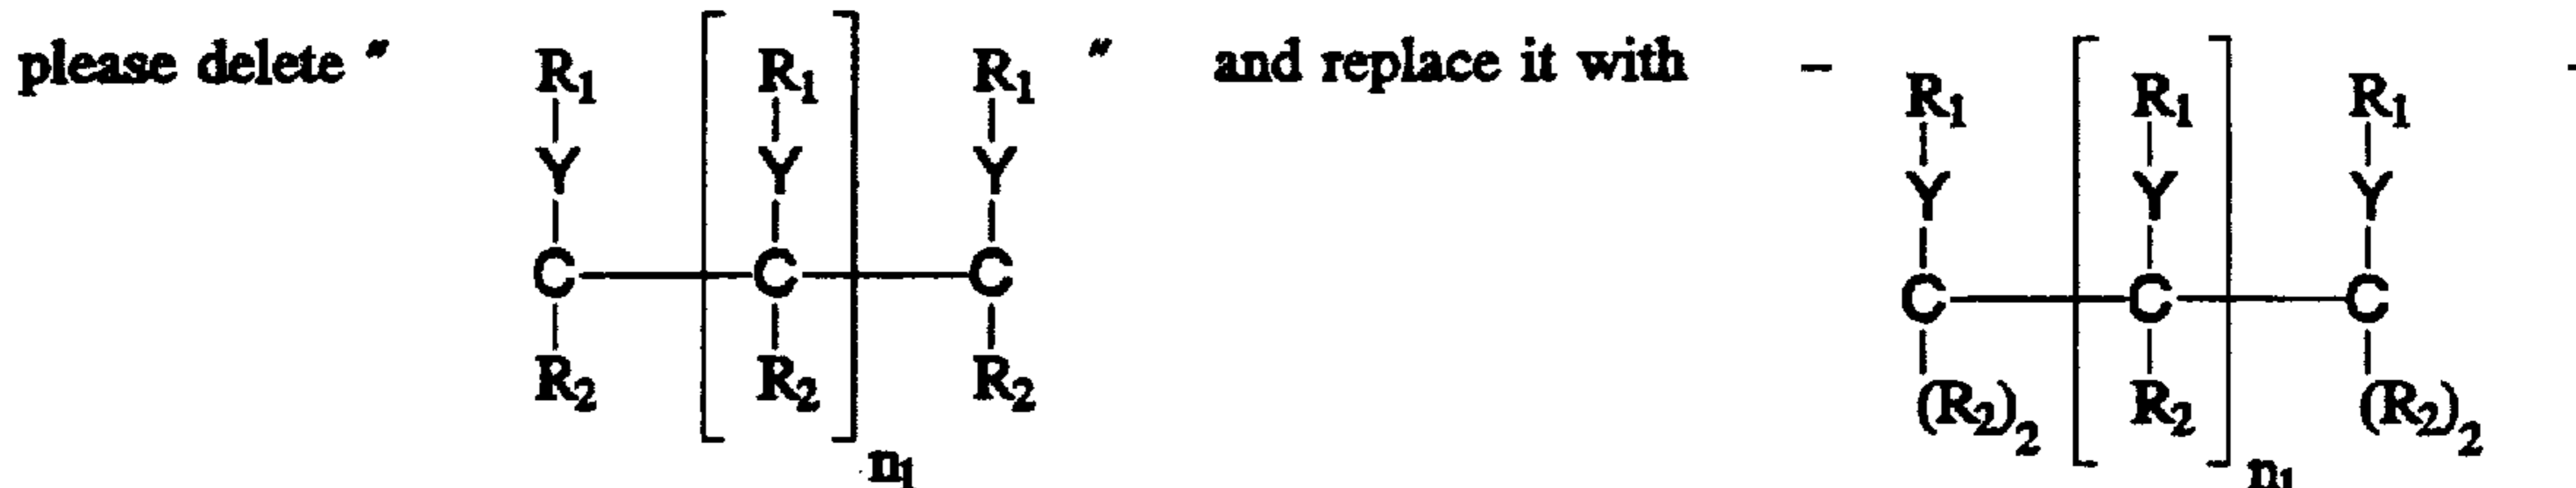 please delete " R₁ R₁ R₁ " and replace it with – R₁ R₁ R₁ -
Y Y Y Y Y Y
C C C C C C
R₂ R₂ R₂ (R₂)₂ R₂ (R₂)₂
n₁ n₁